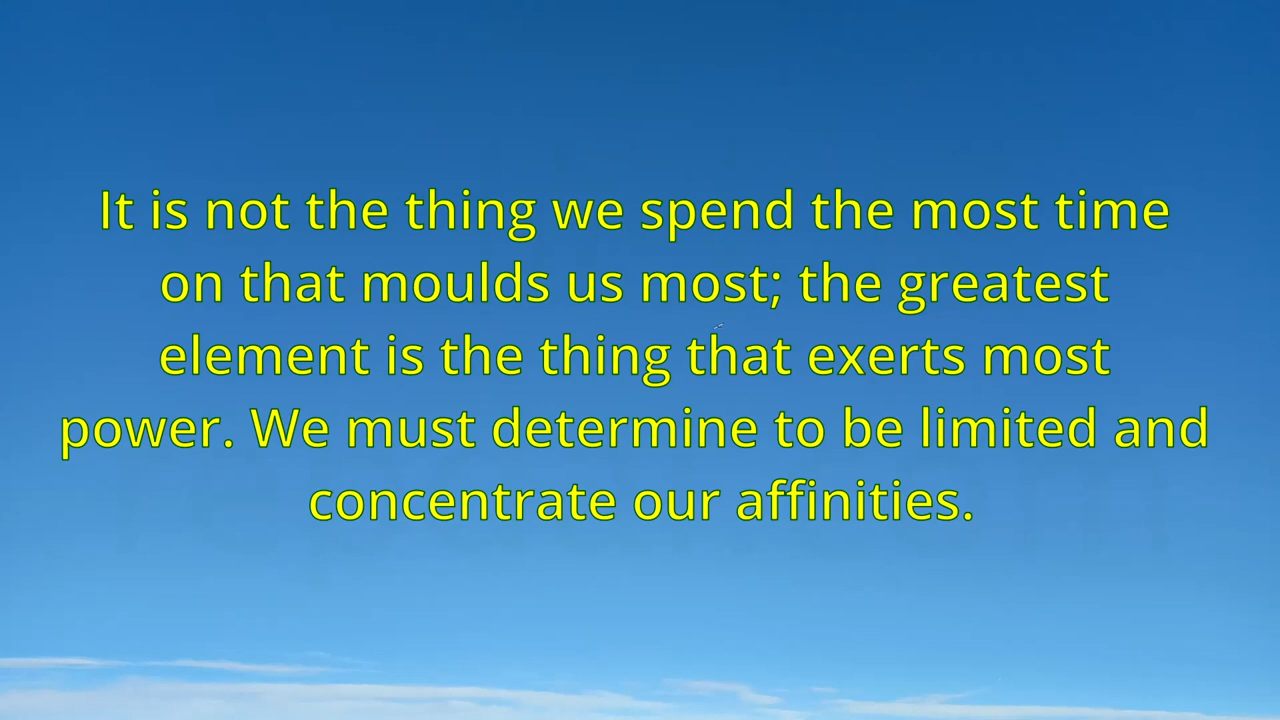 It is not the thing we spend the most time
on that moulds us most; the greatest
element is the thing that exerts most
power. We must determine to be limited and
concentrate our affinities.